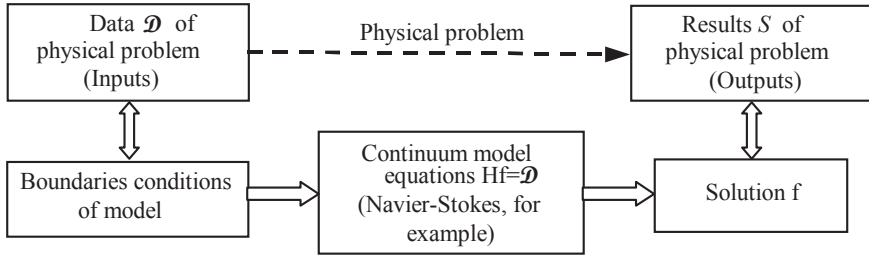 Data 𝓓 of
physical problem
(Inputs)
Physical problem
Results S of
physical problem
(Outputs)
Boundaries conditions
of model
Continuum model
equations Hf=𝓓
(Navier-Stokes, for
example)
Solution f